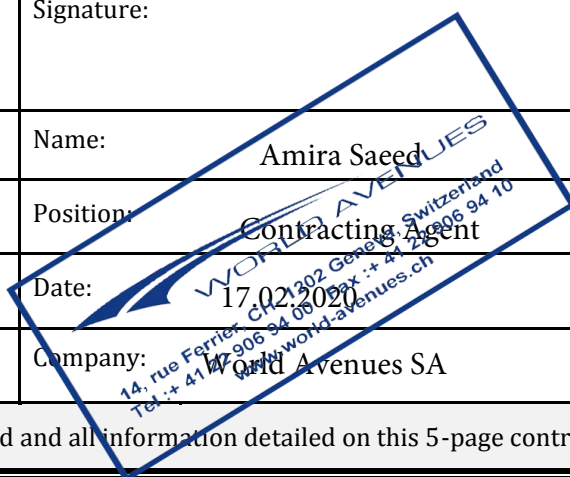 Signature:
Name: Amira Saeed
Position: Contracting Agent
Date: 17.02.2020
Company: World Avenues SA
WORLD AVENUES
14, rue Ferrier, CH - 1202 Geneva, Switzerland
Tel :+ 41 22 906 94 00 Fax :+ 41 22 906 94 10
www.world-avenues.ch
d and all information detailed on this 5-page contr